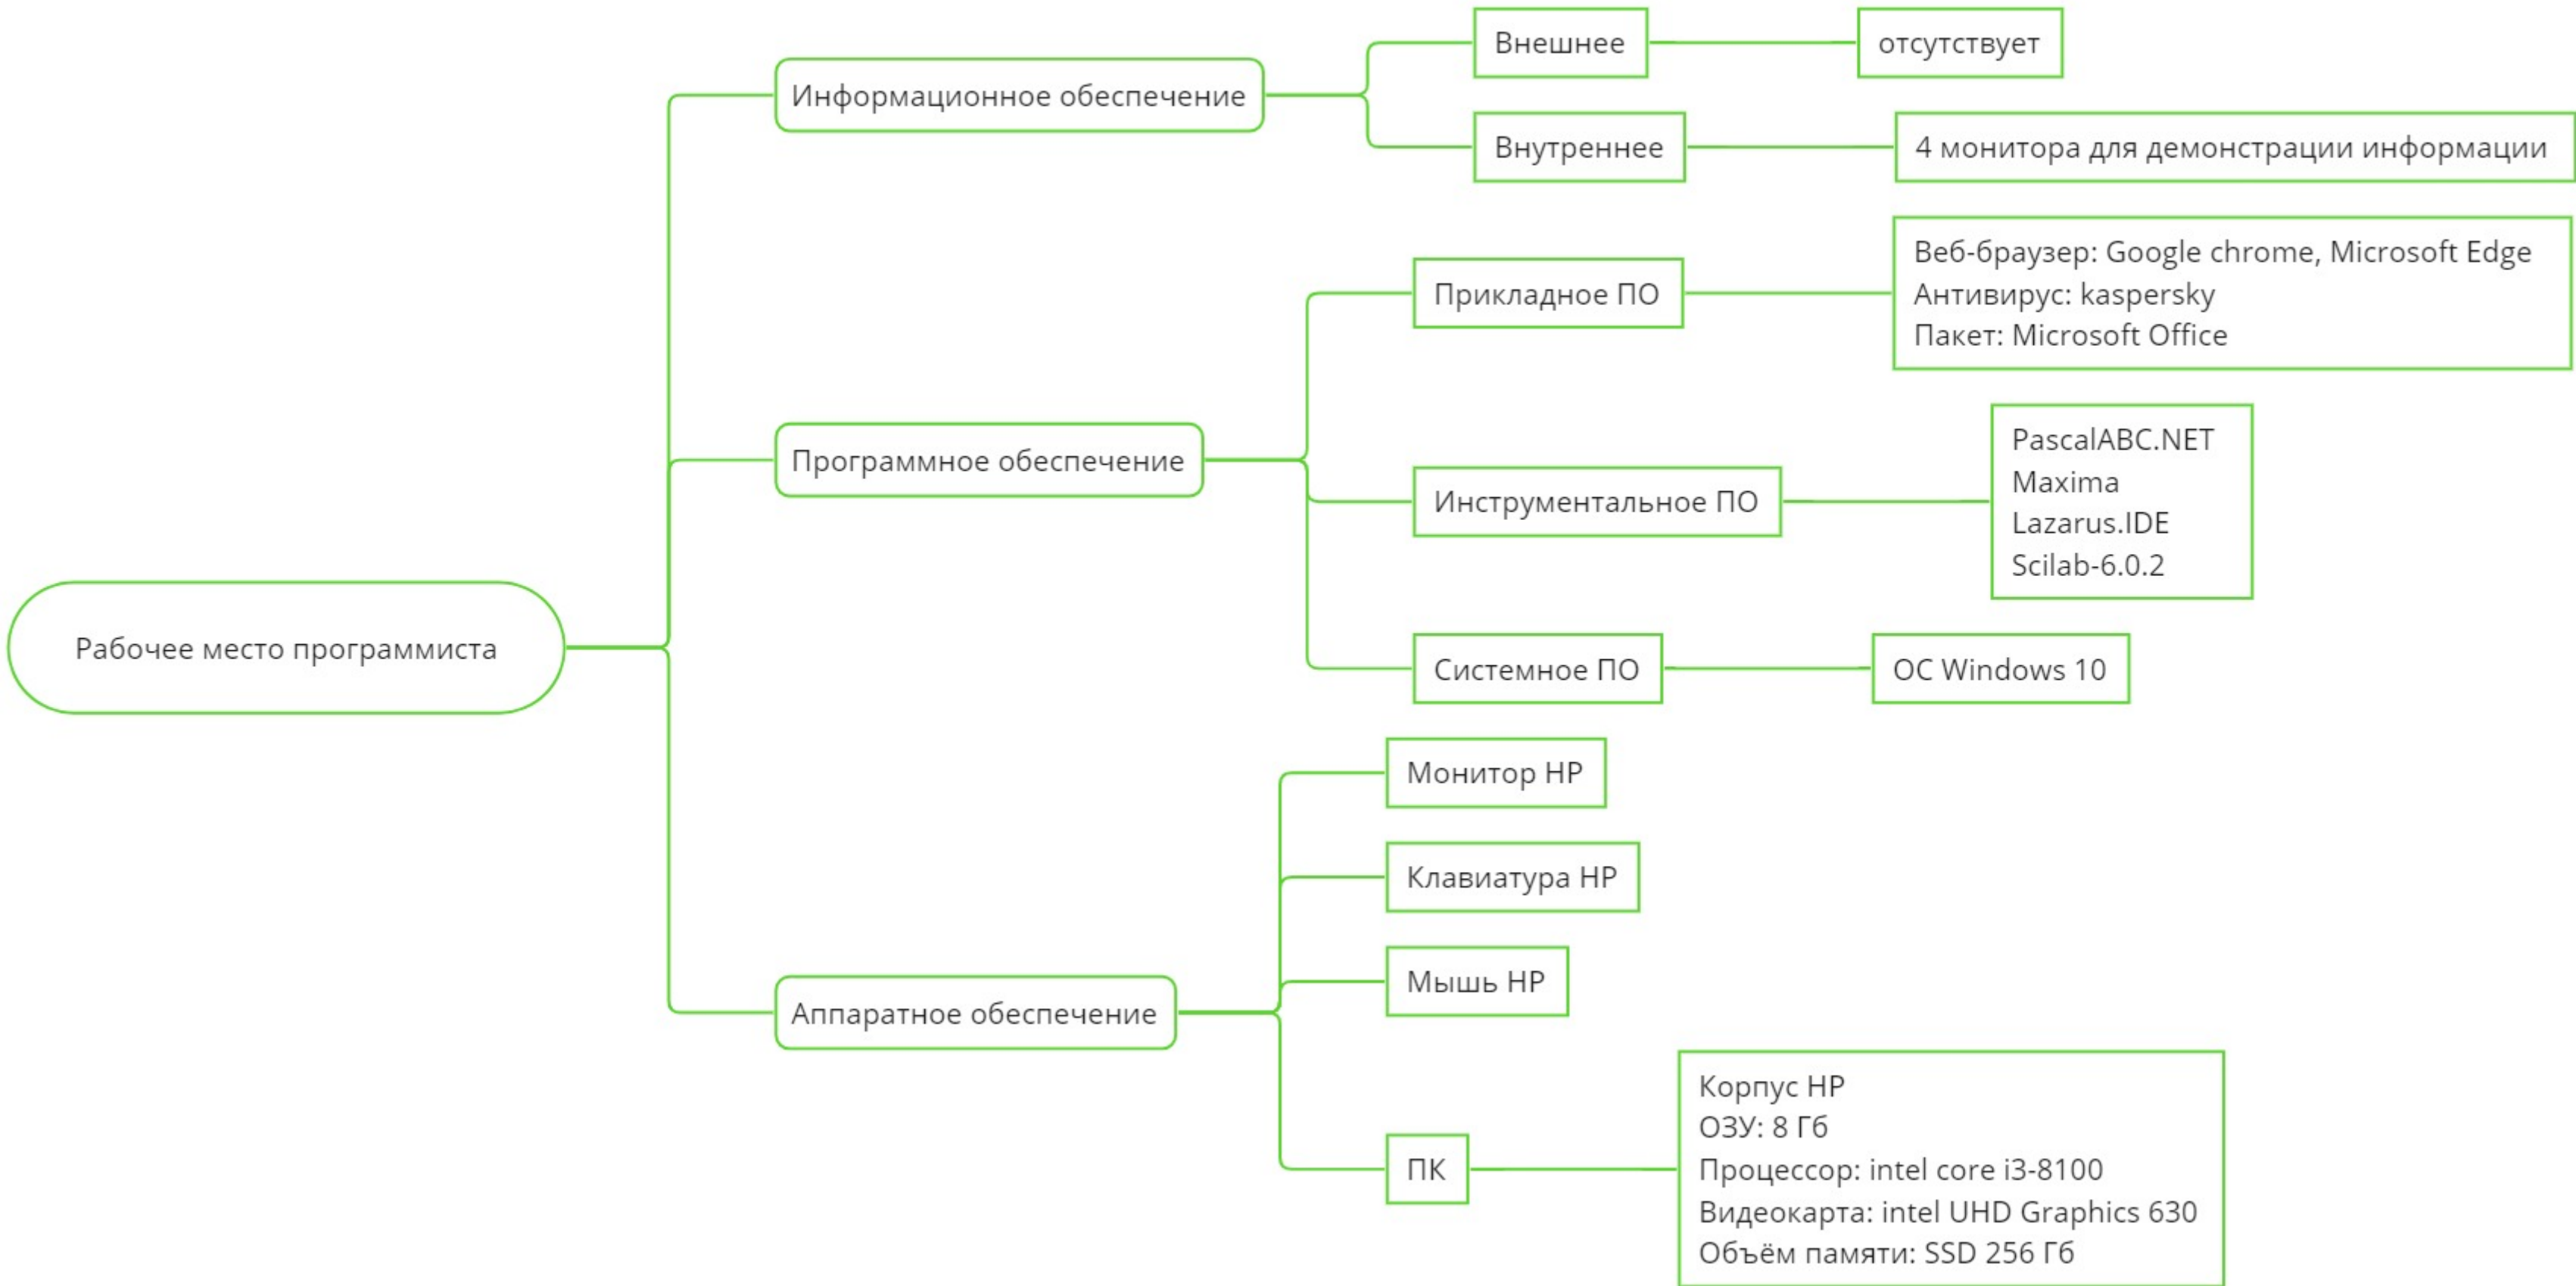 Рабочее место программиста
Информационное обеспечение
Внешнее
отсутствует
Внутреннее
4 монитора для демонстрации информации
Программное обеспечение
Прикладное ПО
Веб-браузер: Google chrome, Microsoft Edge
Антивирус: kaspersky
Пакет: Microsoft Office
Инструментальное ПО
PascalABC.NET
Maxima
Lazarus.IDE
Scilab-6.0.2
Системное ПО
ОС Windows 10
Аппаратное обеспечение
Монитор HP
Клавиатура HP
Мышь HP
ПК
Корпус HP
ОЗУ: 8 Гб
Процессор: intel core i3-8100
Видеокарта: intel UHD Graphics 630
Объём памяти: SSD 256 Гб